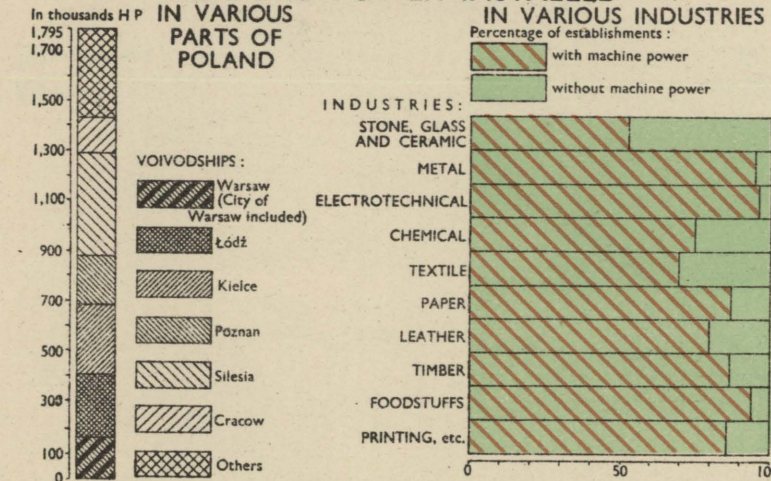 In thousands H P
IN VARIOUS
PARTS OF
POLAND
1,795
1,700
1,500
1,300
1,100
900
700
500
300
100
0
VOIVODSHIPS :
Warsaw
(City of
Warsaw included)
Łódź
Kielce
Poznan
Silesia
Cracow
Others
IN VARIOUS INDUSTRIES
Percentage of establishments :
with machine power
without machine power
INDUSTRIES:
STONE, GLASS
AND CERAMIC
METAL
ELECTROTECHNICAL
CHEMICAL
TEXTILE
PAPER
LEATHER
TIMBER
FOODSTUFFS
PRINTING, etc.
0 50 10